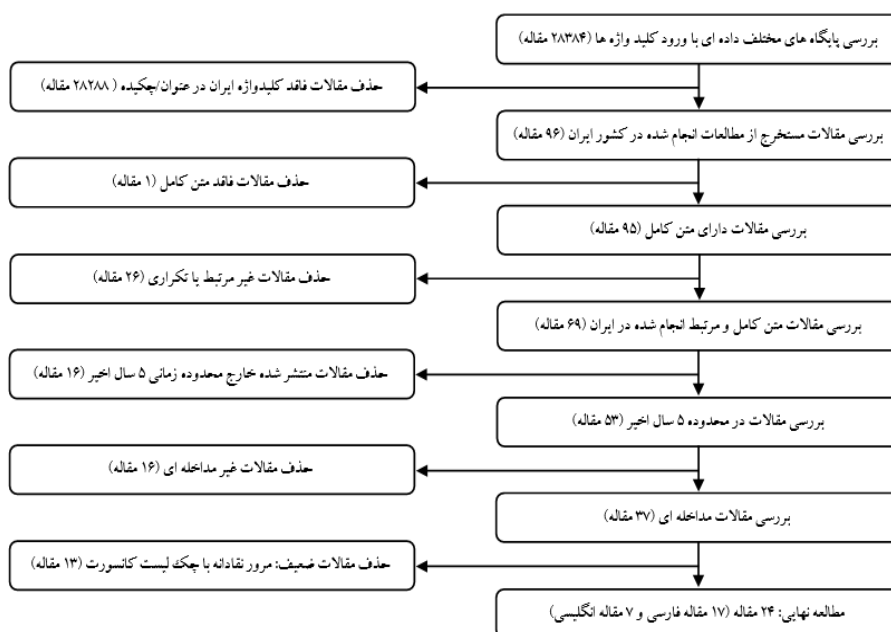 بررسی پایگاه های مختلف داده ای با ورود کلید واژه ها (۲۸۳۸۴ مقاله)
حذف مقالات فاقد کلیدواژه ایران در عنوان/چکیده ( ۲۸۲۸۸ مقاله)
بررسی مقالات مستخرج از مطالعات انجام شده در کشور ایران (۹۶ مقاله)
حذف مقالات فاقد متن کامل (۱ مقاله)
بررسی مقالات دارای متن کامل (۹۵ مقاله)
حذف مقالات غیر مرتبط یا تکراری (۲۶ مقاله)
بررسی مقالات متن کامل و مرتبط انجام شده در ایران (۶۹ مقاله)
حذف مقالات منتشر شده خارج محدوده زمانی ۵ سال اخیر (۱۶ مقاله)
بررسی مقالات در محدوده ۵ سال اخیر (۵۳ مقاله)
حذف مقالات غیر مداخله ای (۱۶ مقاله)
بررسی مقالات مداخله ای (۳۷ مقاله)
حذف مقالات ضعیف: مرور نقادانه با چک لیست کانسورت (۱۳ مقاله)
مطالعه نهایی: ۲۴ مقاله (۱۷ مقاله فارسی و ۷ مقاله انگلیسی)